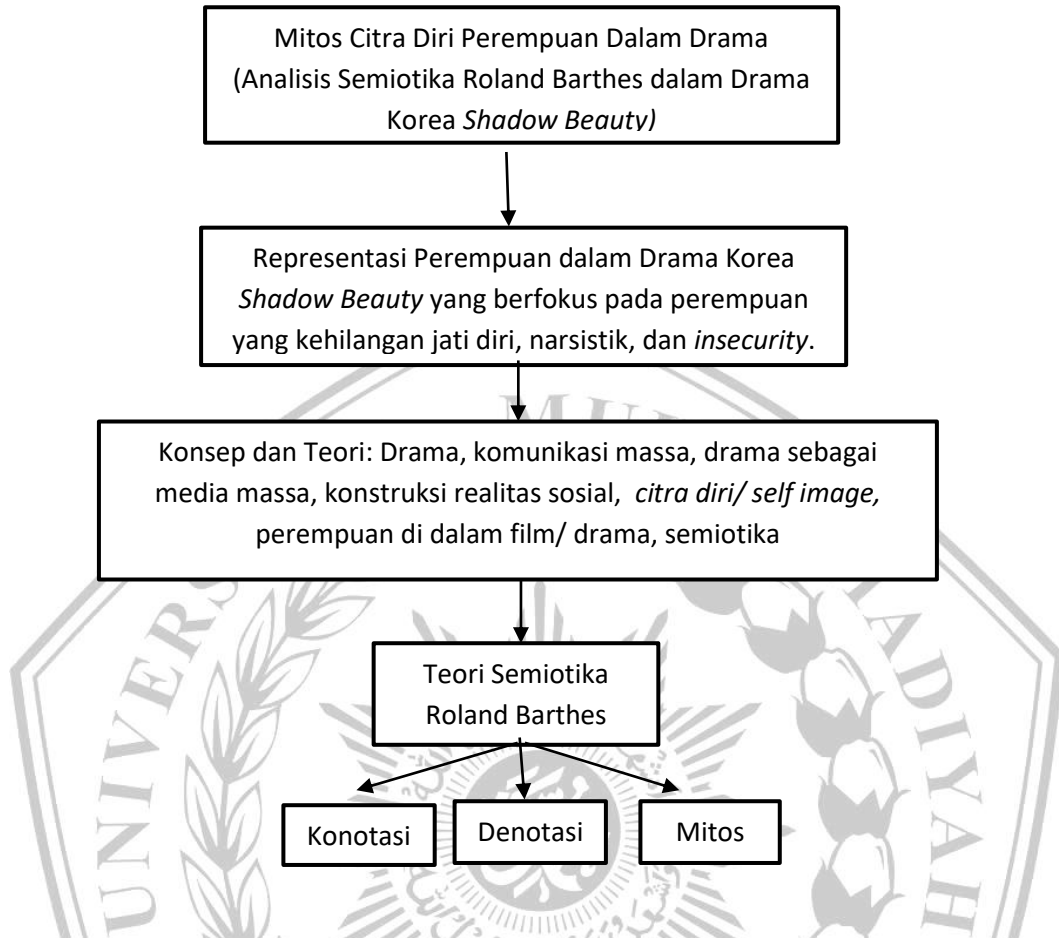 Mitos Citra Diri Perempuan Dalam Drama
(Analisis Semiotika Roland Barthes dalam Drama
Korea Shadow Beauty)
Representasi Perempuan dalam Drama Korea
Shadow Beauty yang berfokus pada perempuan
yang kehilangan jati diri, narsistik, dan insecurity.
Konsep dan Teori: Drama, komunikasi massa, drama sebagai
media massa, konstruksi realitas sosial, citra diri/ self image,
perempuan di dalam film/ drama, semiotika
Teori Semiotika
Roland Barthes
Konotasi
Denotasi
Mitos